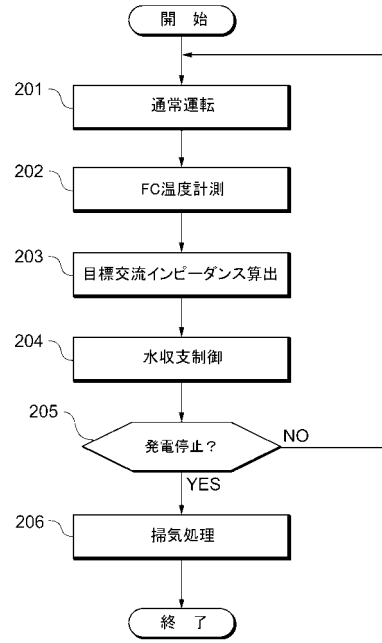 開 始
201
通常運転
202
FC温度計測
203
目標交流インピーダンス算出
204
水収支制御
205
発電停止?
NO
YES
206
掃気処理
終 了